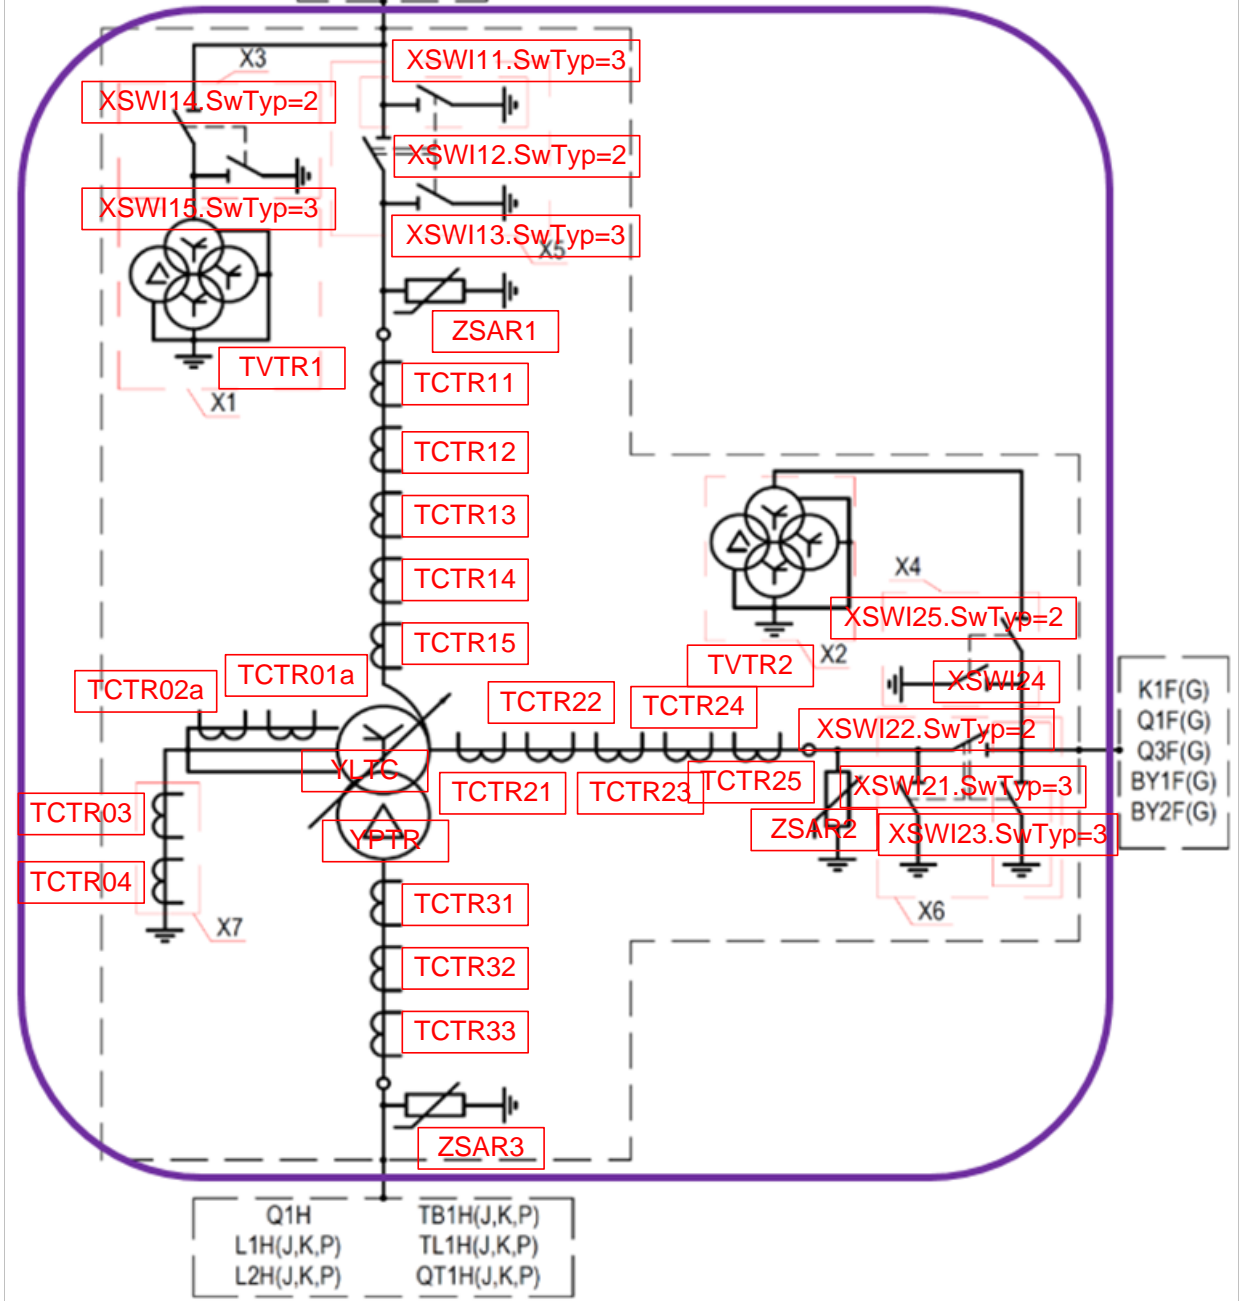 X3
XSWI11.SwTyp=3
XSWI14.SwTyp=2
XSWI12.SwTyp=2
XSWI15.SwTyp=3
XSWI13.SwTyp=3
X5
ZSAR1
TVTR1
TCTR11
X1
TCTR12
TCTR13
TCTR14
X4
XSWI25.SwTyp=2
TCTR15
X2
TVTR2
TCTR01a
TCTR02a
XSWI24
TCTR22
TCTR24
K1F(G)
Q1F(G)
Q3F(G)
BY1F(G)
BY2F(G)
XSWI22.SwTyp=2
YLTC
TCTR21
TCTR23
TCTR25
XSWI21.SwTyp=3
TCTR03
ZSAR2
XSWI23.SwTyp=3
YPTR
TCTR04
TCTR31
X6
X7
TCTR32
TCTR33
ZSAR3
Q1H
TB1H(J,K,P)
L1H(J,K,P)
TL1H(J,K,P)
L2H(J,K,P)
QT1H(J,K,P)